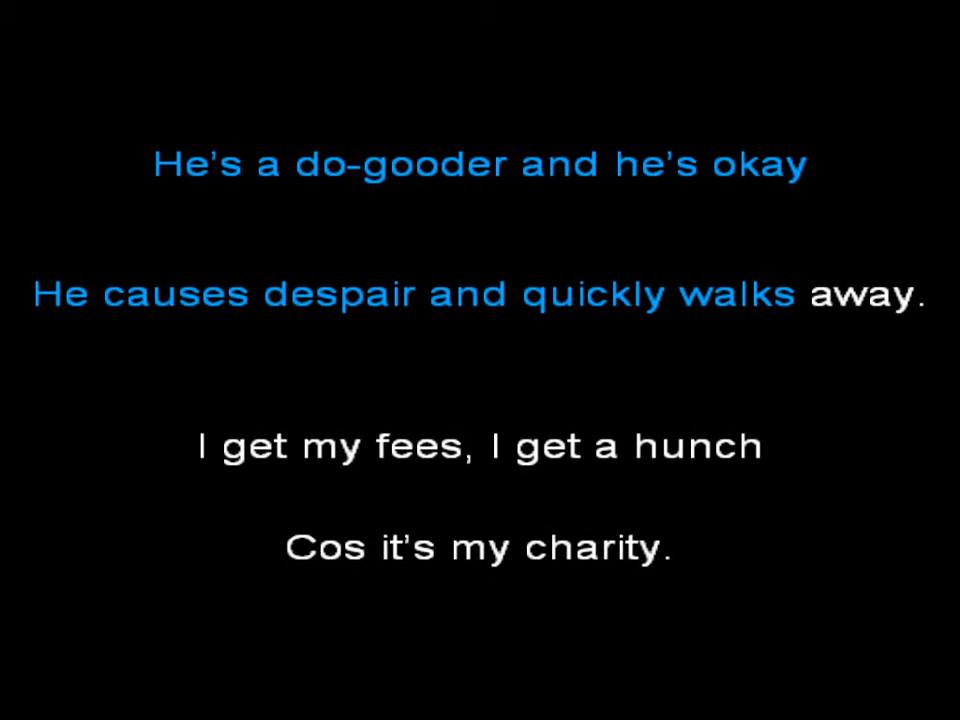 He's a do-gooder and he's okay
He causes despair and quickly walks away.
I get my fees, I get a hunch
Cos it's my charity.